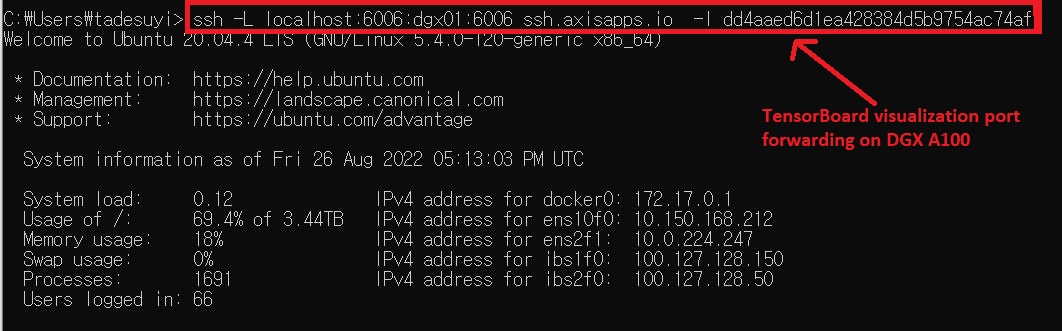 C:\Users\tadesuyi> ssh -L localhost:6006:dgx01:6006 ssh.axisapps.io -l dd4aaed6d1ea428384d5b9754ac74af
Welcome to Ubuntu 20.04.4 LTS (GNU/Linux 5.4.0-120-generic x86_64)
* Documentation: https://help.ubuntu.com
* Management: https://landscape.canonical.com
* Support: https://ubuntu.com/advantage
TensorBoard visualization port
forwarding on DGX A100
System information as of Fri 26 Aug 2022 05:13:03 PM UTC
System load: 0.12 IPv4 address for docker0: 172.17.0.1
Usage of /: 69.4% of 3.44TB IPv4 address for ens10f0: 10.150.168.212
Memory usage: 18% IPv4 address for ens2f1: 10.0.224.247
Swap usage: 0% IPv4 address for ibs1f0: 100.127.128.150
Processes: 1691 IPv4 address for ibs2f0: 100.127.128.50
Users logged in: 66